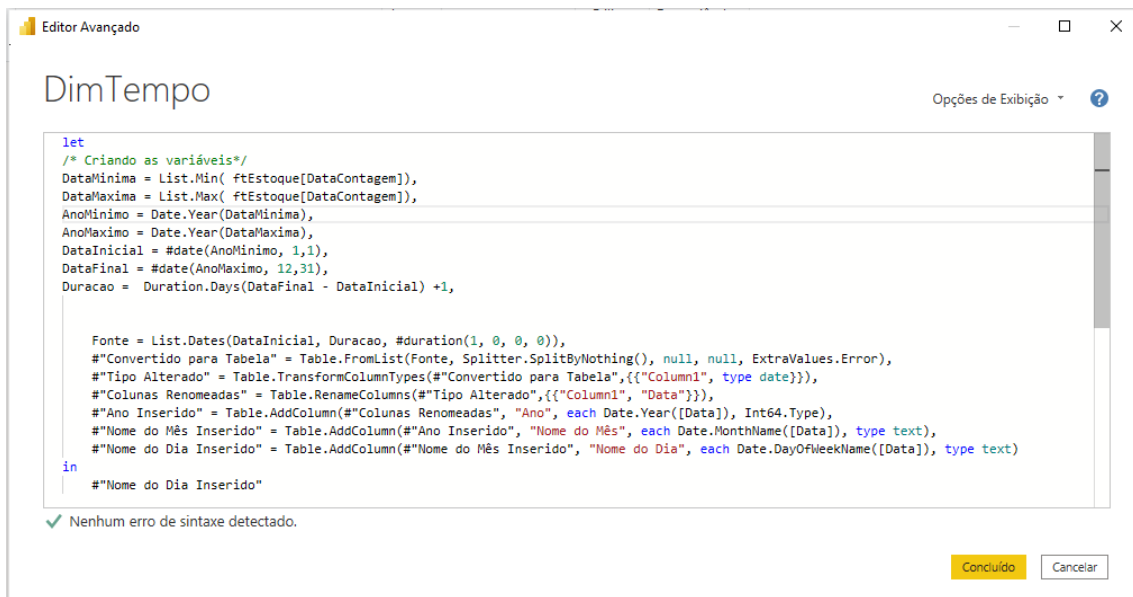 Editor Avançado
DimTempo
Opções de Exibição
?
let
/* Criando as variáveis*/
DataMinima = List.Min( ftEstoque[DataContagem]),
DataMaxima = List.Max( ftEstoque[DataContagem]),
AnoMinimo = Date.Year(DataMinima),
AnoMaximo = Date.Year(DataMaxima),
DataInicial = #date(AnoMinimo, 1,1),
DataFinal = #date(AnoMaximo, 12,31),
Duracao =  Duration.Days(DataFinal - DataInicial) +1,
Fonte = List.Dates(DataInicial, Duracao, #duration(1, 0, 0, 0)),
#"Convertido para Tabela" = Table.FromList(Fonte, Splitter.SplitByNothing(), null, null, ExtraValues.Error),
#"Tipo Alterado" = Table.TransformColumnTypes(#"Convertido para Tabela",{{"Column1", type date}}),
#"Colunas Renomeadas" = Table.RenameColumns(#"Tipo Alterado",{{"Column1", "Data"}}),
#"Ano Inserido" = Table.AddColumn(#"Colunas Renomeadas", "Ano", each Date.Year([Data]), Int64.Type),
#"Nome do Mês Inserido" = Table.AddColumn(#"Ano Inserido", "Nome do Mês", each Date.MonthName([Data]), type text),
#"Nome do Dia Inserido" = Table.AddColumn(#"Nome do Mês Inserido", "Nome do Dia", each Date.DayOfWeekName([Data]), type text)
in
#"Nome do Dia Inserido"
Nenhum erro de sintaxe detectado.
Concluído
Cancelar